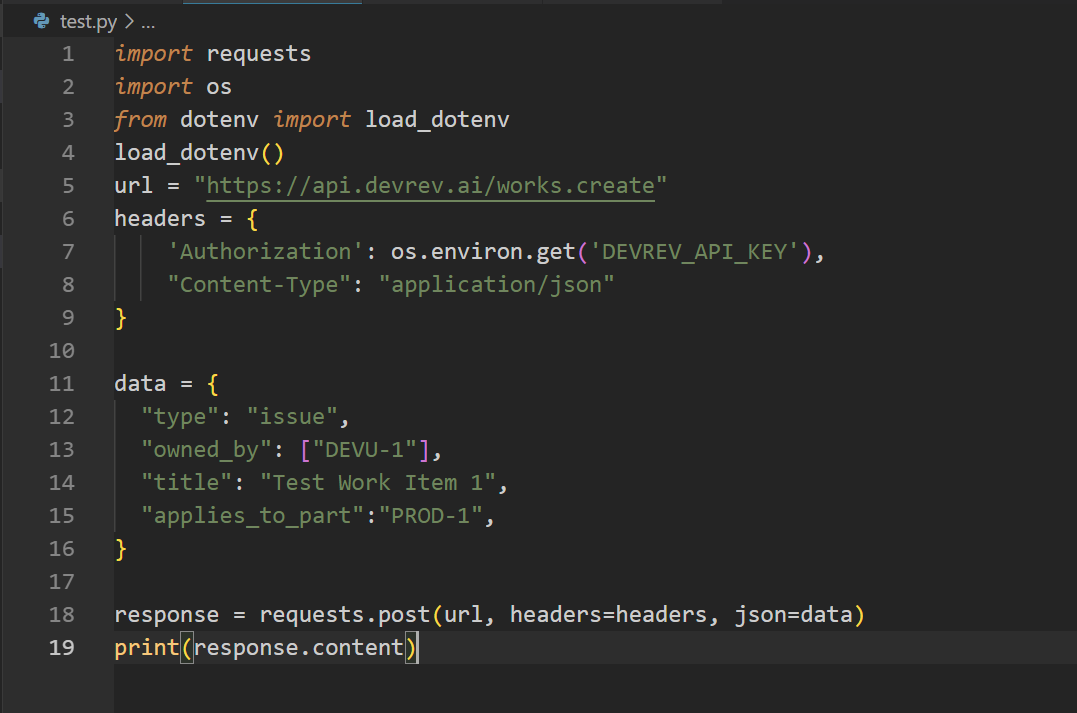 test.py > ...
1 import requests
2 import os
3 from dotenv import load_dotenv
4 load_dotenv()
5 url = "https://api.devrev.ai/works.create"
6 headers = {
7     'Authorization': os.environ.get('DEVREV_API_KEY'),
8     "Content-Type": "application/json"
9 }
10
11 data = {
12   "type": "issue",
13   "owned_by": ["DEVU-1"],
14   "title": "Test Work Item 1",
15   "applies_to_part":"PROD-1",
16 }
17
18 response = requests.post(url, headers=headers, json=data)
19 print(response.content)